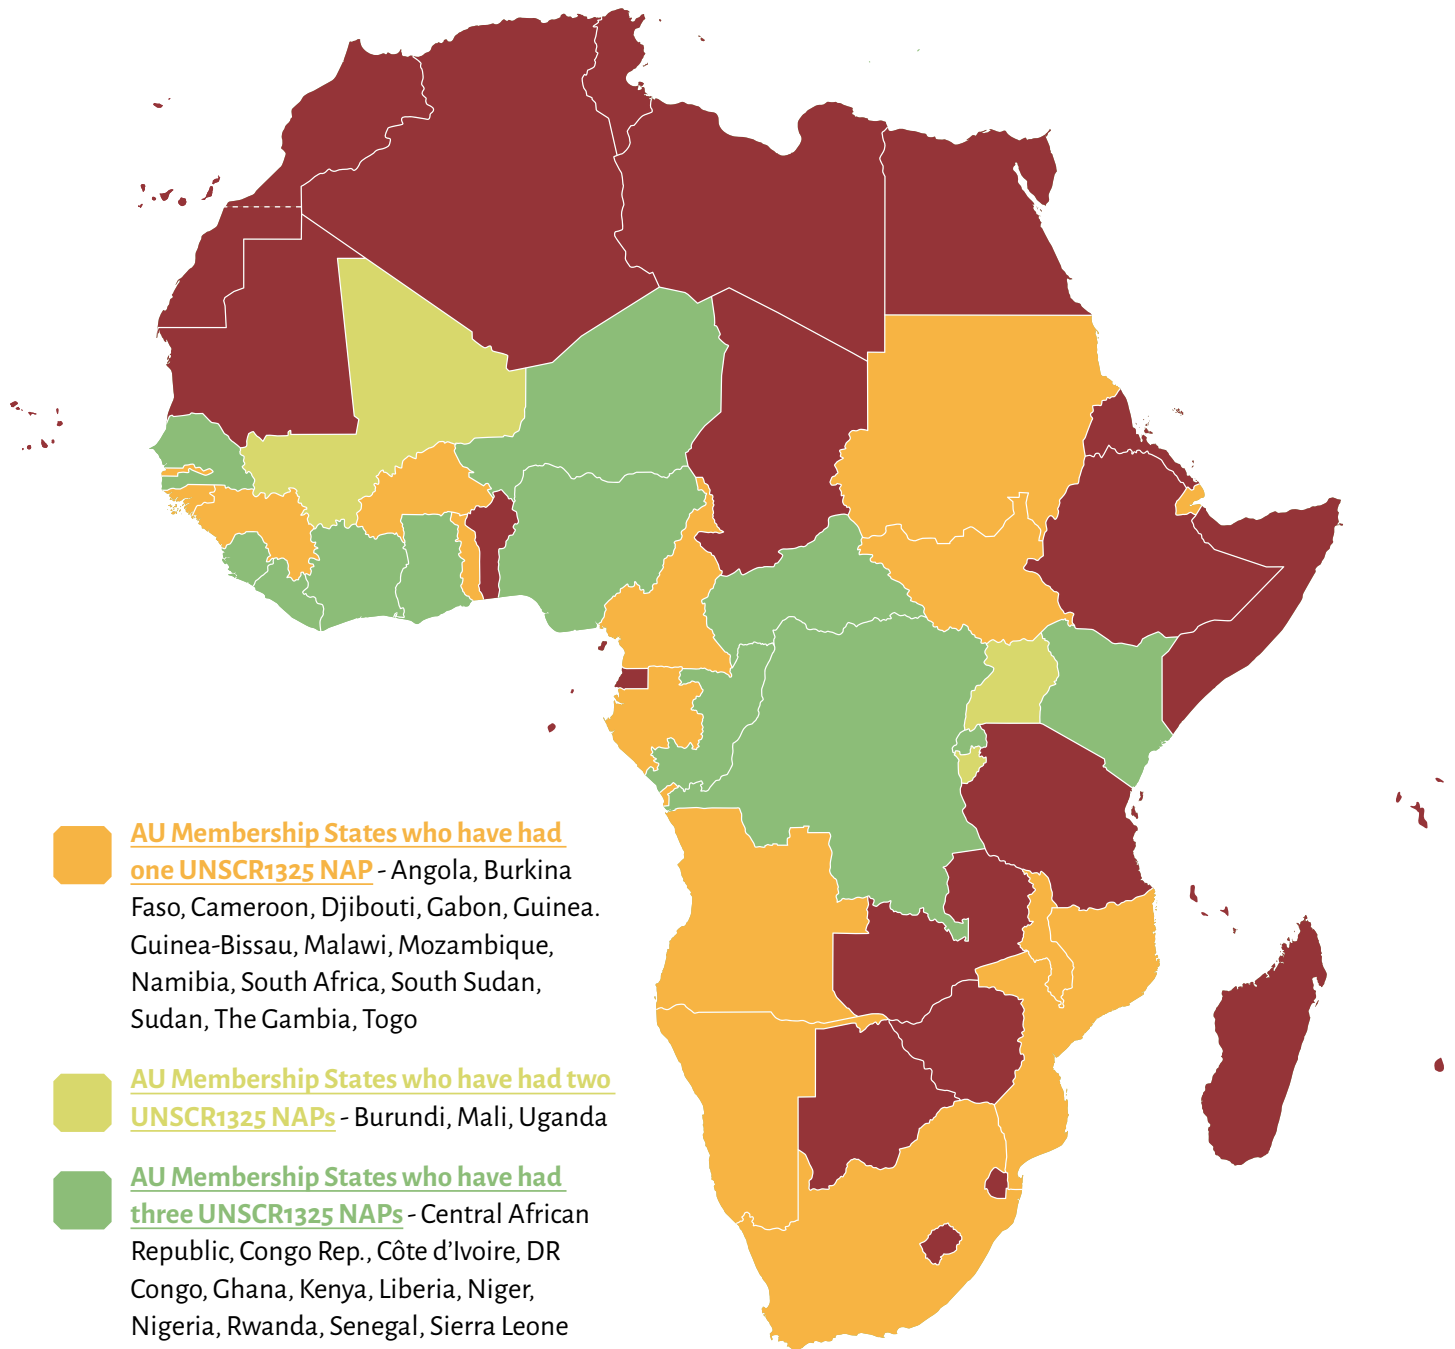 AU Membership States who have had
one UNSCR1325 NAP - Angola, Burkina
Faso, Cameroon, Djibouti, Gabon, Guinea.
Guinea-Bissau, Malawi, Mozambique,
Namibia, South Africa, South Sudan,
Sudan, The Gambia, Togo
AU Membership States who have had two
UNSCR1325 NAPs - Burundi, Mali, Uganda
AU Membership States who have had
three UNSCR1325 NAPs - Central African
Republic, Congo Rep., Côte d’Ivoire, DR
Congo, Ghana, Kenya, Liberia, Niger,
Nigeria, Rwanda, Senegal, Sierra Leone